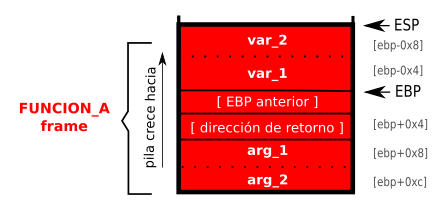 ESP
var_2
[ebp-0x8]
var_1
[ebp-0x4]
EBP
[ EBP anterior ]
FUNCION_A
frame
pila crece hacia
[ dirección de retorno ]
[ebp+0x4]
arg_1
[ebp+0x8]
arg_2
[ebp+0xc]